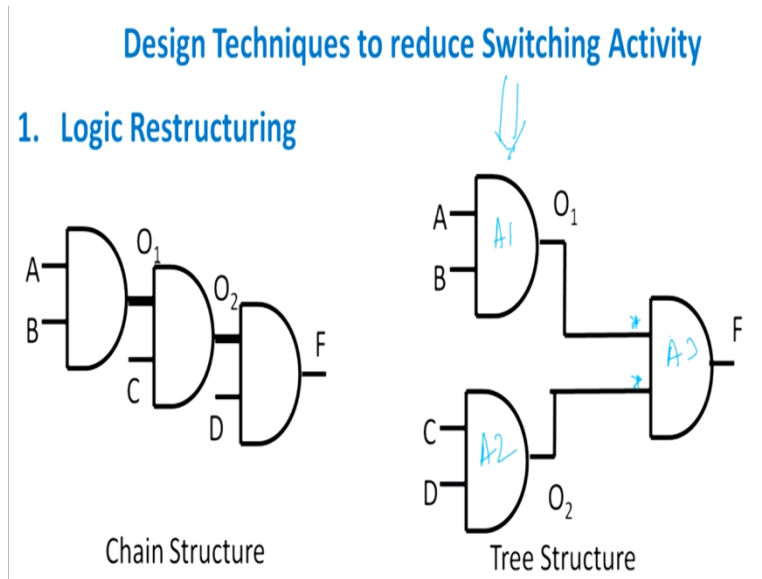 Design Techniques to reduce Switching Activity
1. Logic Restructuring
A
B
O₁
C
O₂
D
F
Chain Structure
A
B
A1
O₁
C
D
A2
O₂
A3
F
Tree Structure